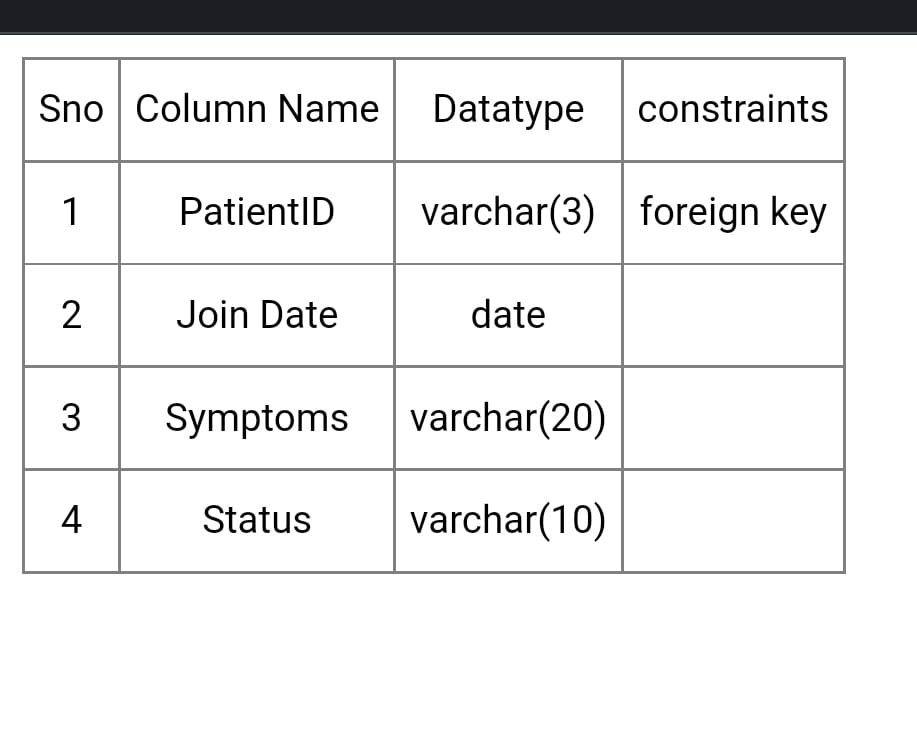 Sno Column Name Datatype constraints
1 PatientID varchar(3) foreign key
2 Join Date date
3 Symptoms varchar(20)
4 Status varchar(10)